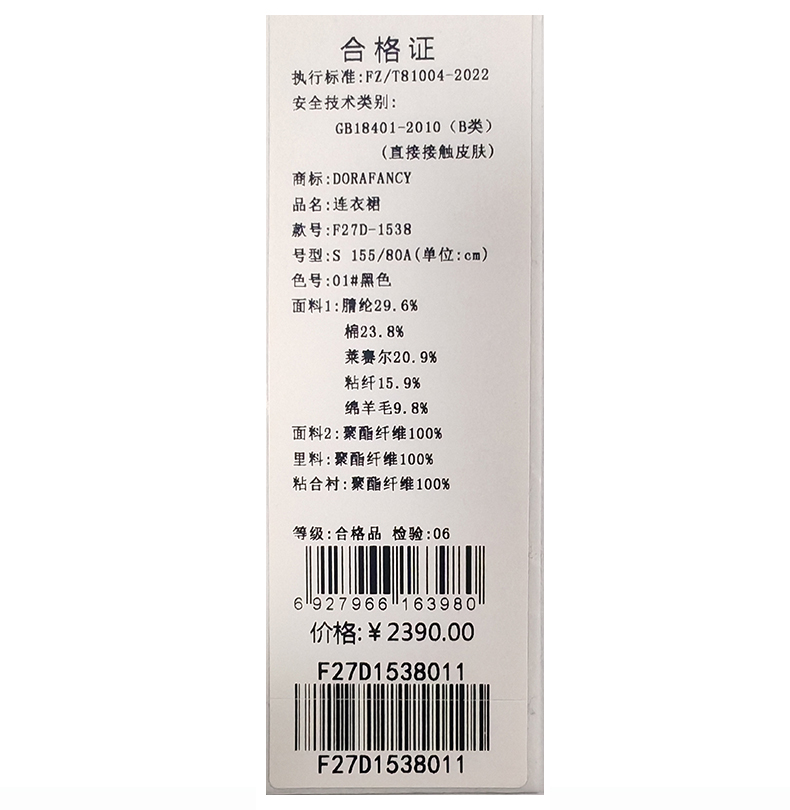 合格证
执行标准:FZ/T81004-2022
安全技术类别:
GB18401-2010(B类)
(直接接触皮肤)
商标:DORAFANCY
品名:连衣裙
款号:F27D-1538
号型:S 155/80A(单位:cm)
色号:01#黑色
面料1:腈纶29.6%
棉23.8%
莱赛尔20.9%
粘纤15.9%
绵羊毛9.8%
面料2:聚酯纤维100%
里料:聚酯纤维100%
粘合衬:聚酯纤维100%
等级:合格品 检验:06
6 927966 163980
价格:¥2390.00
F27D1538011
F27D1538011